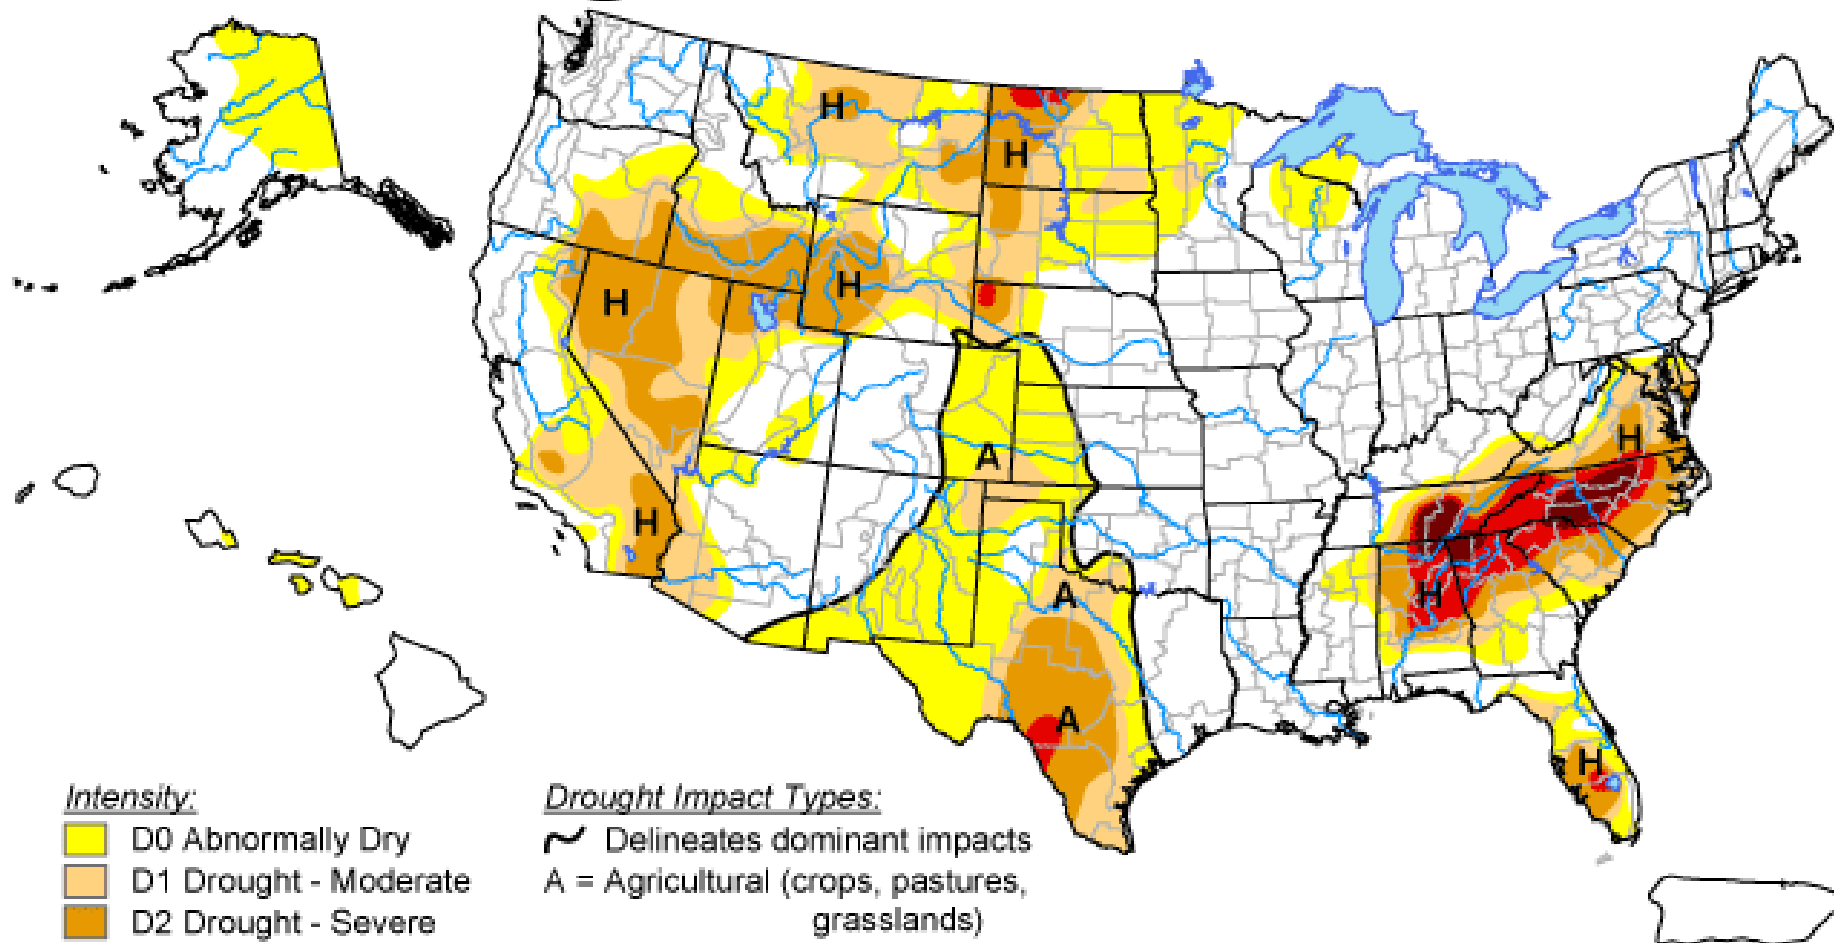 H
H
H
H
H
A
H
H
A
A
H
H
Intensity:
D0 Abnormally Dry
D1 Drought - Moderate
D2 Drought - Severe
Drought Impact Types:
Delineates dominant impacts
A = Agricultural (crops, pastures,
grasslands)